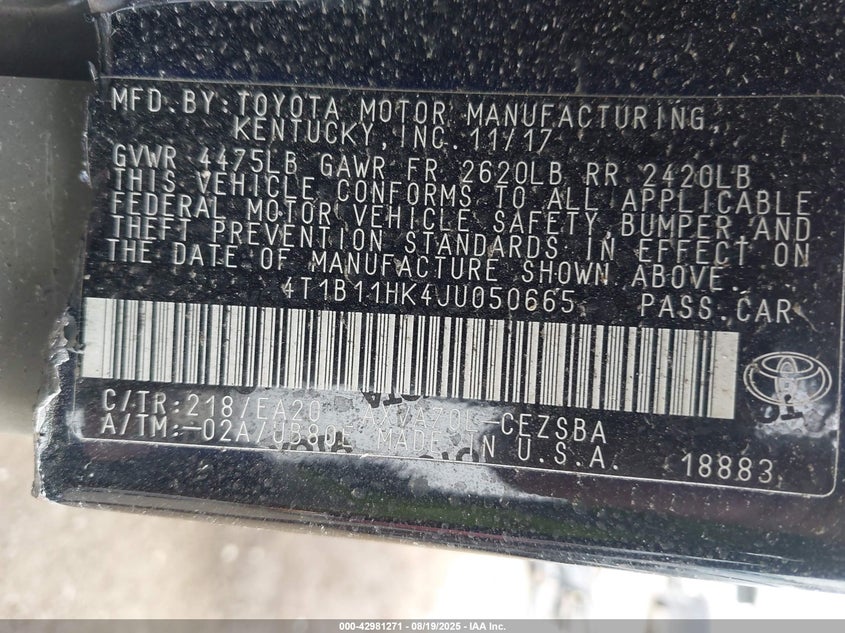 MFD.BY:TOYOTA MOTOR MANUFACTURING,
KENTUCKY,INC. 11/17
GVWR 4475LB GAWR FR 2620LB RR 2420LB
THIS VEHICLE CONFORMS TO ALL APPLICABLE
FEDERAL MOTOR VEHICLE SAFETY,BUMPER AND
THEFT PREVENTION STANDARDS IN EFFECT ON
THE DATE OF MANUFACTURE SHOWN ABOVE.
4T1B11HK4JU050665 PASS.CAR
C/TR:218/EA20 AXVA70L-CEZSBA
A/TM:-02A/UB80E MADE IN U.S.A. 18883
000-42981271 - 08/19/2025 - IAA Inc.